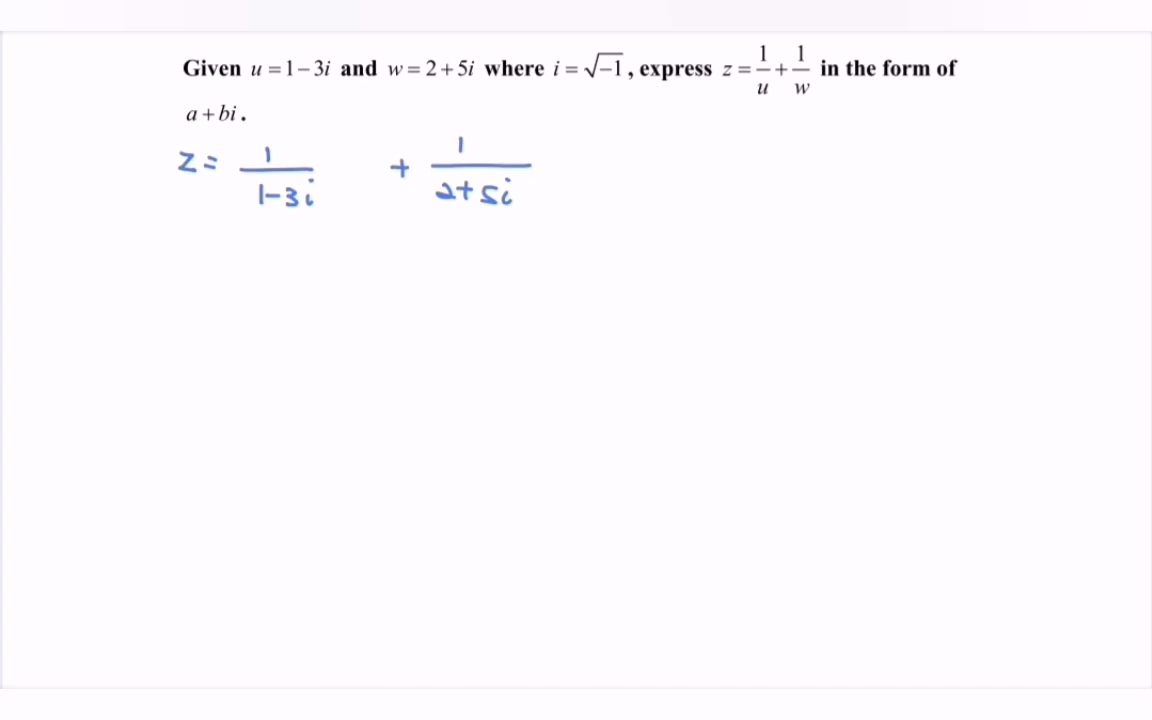 Given u = 1 − 3i and w = 2 + 5i where i = √−1, express z = 1/u + 1/w in the form of
a + bi.
z = 1/(1−3i) + 1/(2+5i)